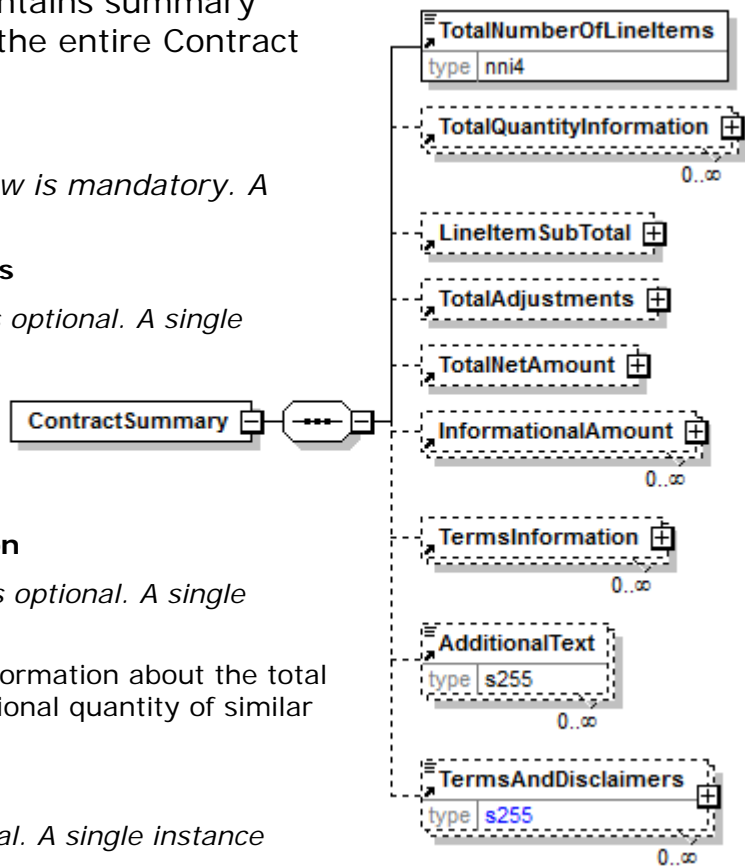 ntains summary
the entire Contract
w is mandatory. A
s
s optional. A single
on
s optional. A single
ormation about the total
ional quantity of similar
al. A single instance
ContractSummary
TotalNumberOfLineItems
type nni4
TotalQuantityInformation
0..∞
LineItemSubTotal
TotalAdjustments
TotalNetAmount
InformationalAmount
0..∞
TermsInformation
0..∞
AdditionalText
type s255
0..∞
TermsAndDisclaimers
type s255
0..∞